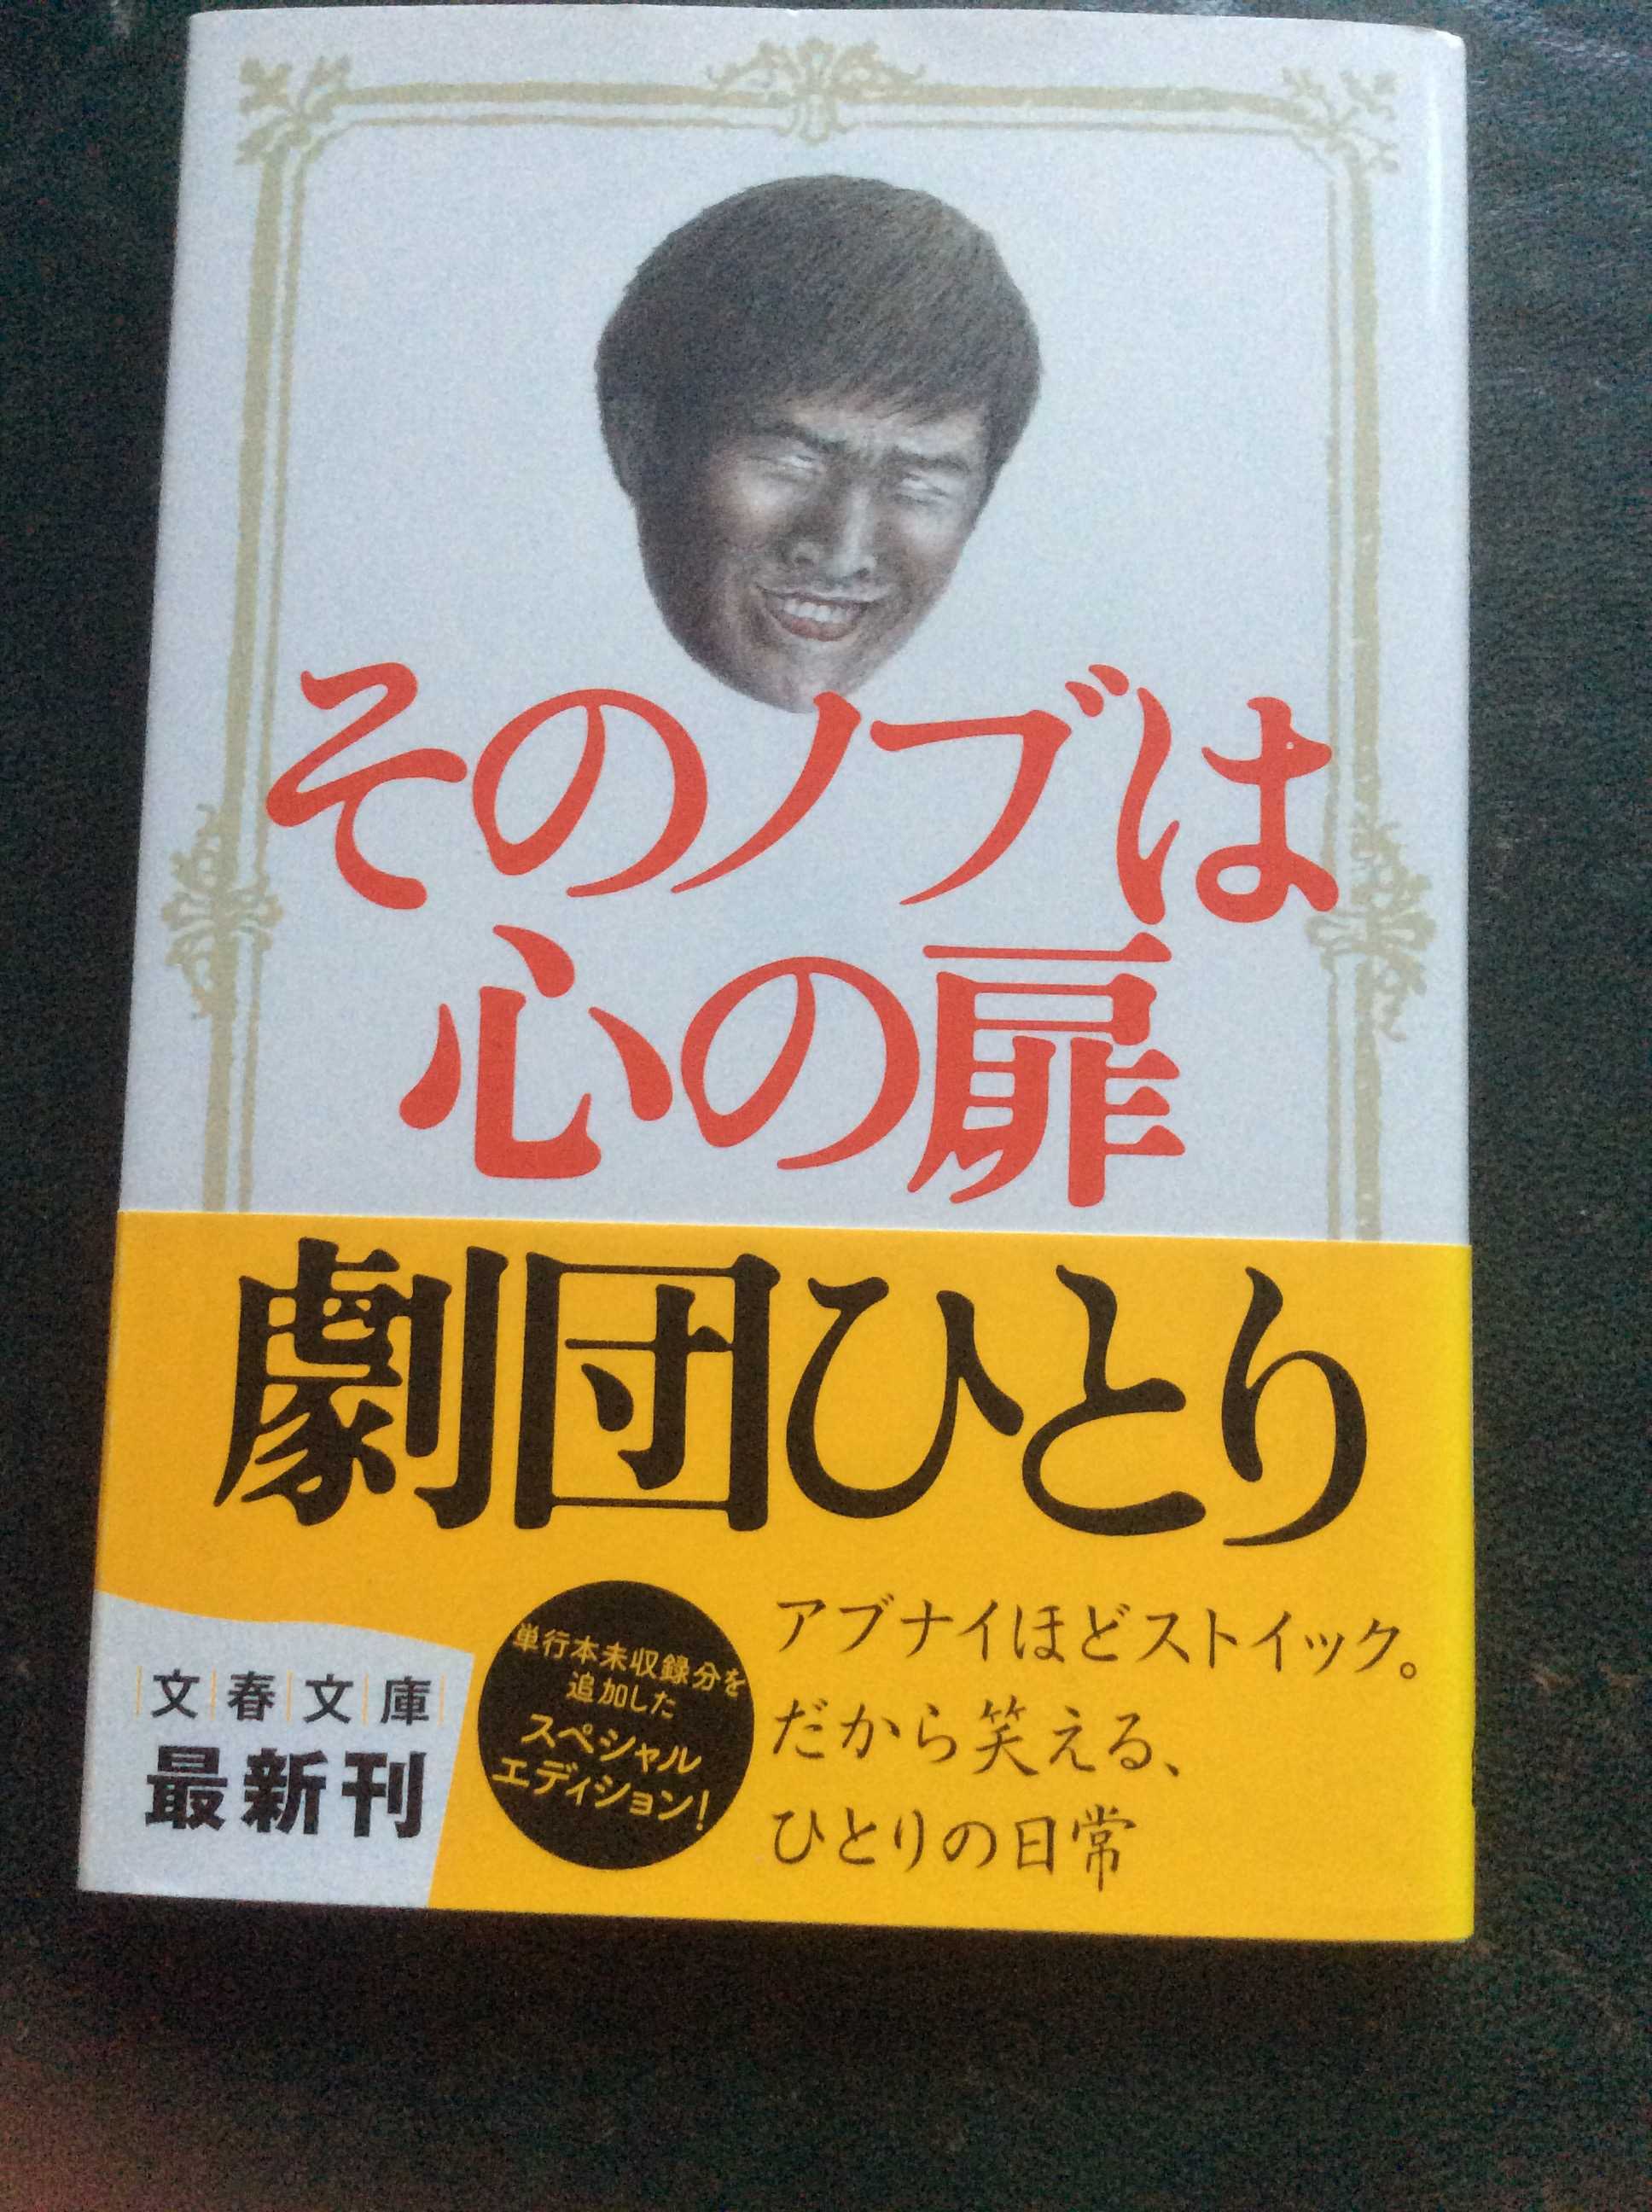 そのノブは
心の扉
劇団ひとり
アブナイほどストイック。
だから笑える、
ひとりの日常
単行本未収録分を
追加した
スペシャル
エディション！
文春文庫
最新刊